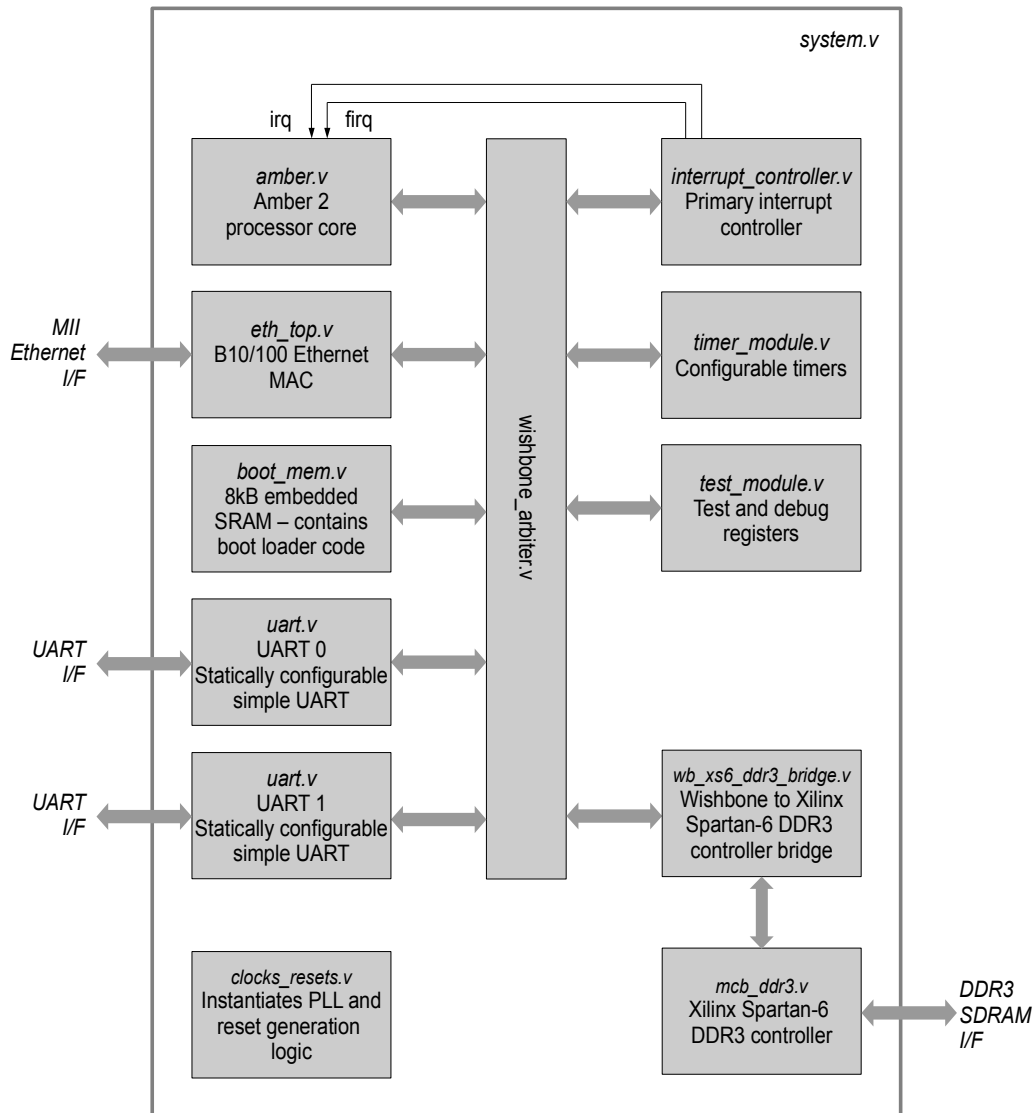 system.v
irq
firq
amber.v
Amber 2
processor core
interrupt_controller.v
Primary interrupt
controller
MII
Ethernet
I/F
eth_top.v
B10/100 Ethernet
MAC
wishbone_arbiter.v
timer_module.v
Configurable timers
boot_mem.v
8kB embedded
SRAM – contains
boot loader code
test_module.v
Test and debug
registers
UART
I/F
uart.v
UART 0
Statically configurable
simple UART
UART
I/F
uart.v
UART 1
Statically configurable
simple UART
wb_xs6_ddr3_bridge.v
Wishbone to Xilinx
Spartan-6 DDR3
controller bridge
clocks_resets.v
Instantiates PLL and
reset generation
logic
mcb_ddr3.v
Xilinx Spartan-6
DDR3 controller
DDR3
SDRAM
I/F